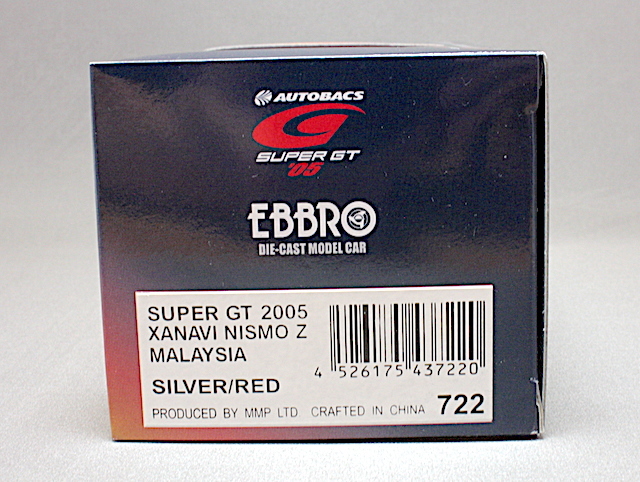 AUTOBACS
SUPER GT
'05
EBBRO
DIE-CAST MODEL CAR
SUPER GT 2005
XANAVI NISMO Z
MALAYSIA
SILVER/RED
4 526175 437220
PRODUCED BY MMP LTD CRAFTED IN CHINA 722